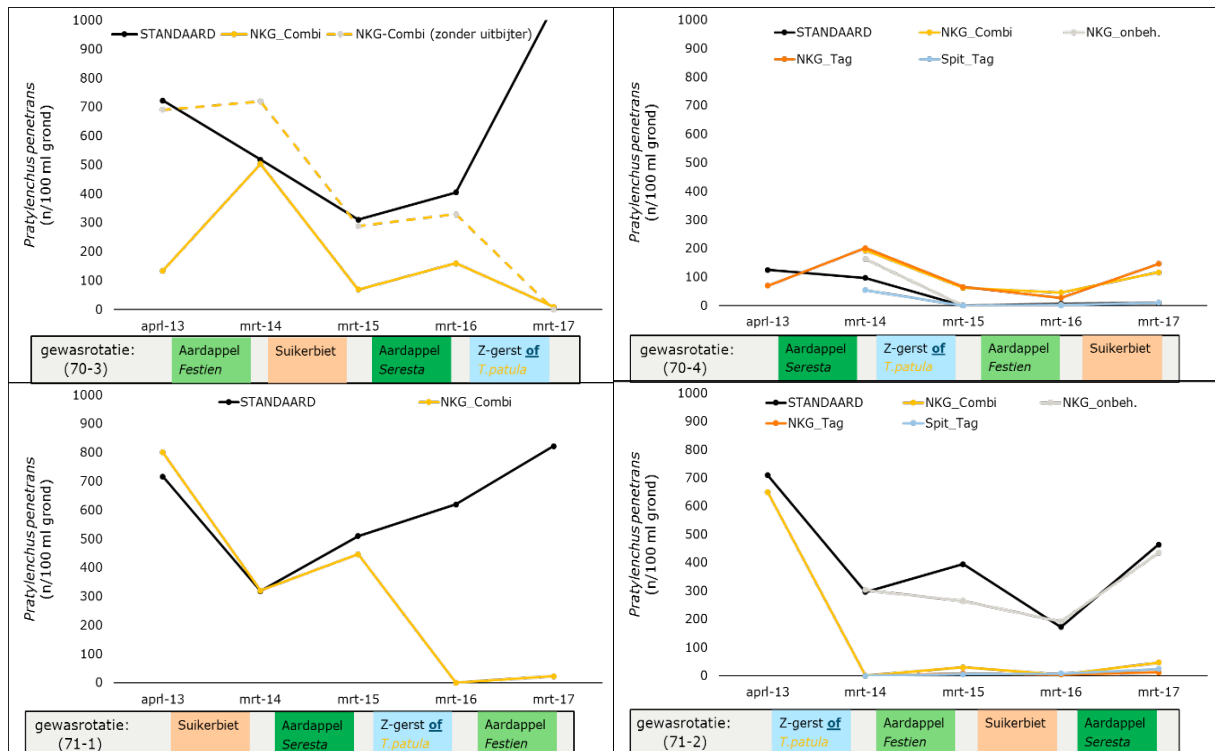 STANDAARD NKG_Combi NKG-Combi (zonder uitbijter)
Pratylenchus penetrans
(n/100 ml grond)
1000
900
800
700
600
500
400
300
200
100
0
aprl-13 mrt-14 mrt-15 mrt-16 mrt-17
gewasrotatie:
(70-3)
Aardappel
Festien
Suikerbiet
Aardappel
Seresta
Z-gerst of
T.patula
STANDAARD NKG_Combi NKG_onbeh.
NKG_Tag Spit_Tag
Pratylenchus penetrans
(n/100 ml grond)
1000
900
800
700
600
500
400
300
200
100
0
aprl-13 mrt-14 mrt-15 mrt-16 mrt-17
gewasrotatie:
(70-4)
Aardappel
Seresta
Z-gerst of
T.patula
Aardappel
Festien
Suikerbiet
STANDAARD NKG_Combi
Pratylenchus penetrans
(n/100 ml grond)
1000
900
800
700
600
500
400
300
200
100
0
aprl-13 mrt-14 mrt-15 mrt-16 mrt-17
gewasrotatie:
(71-1)
Suikerbiet
Aardappel
Seresta
Z-gerst of
T.patula
Aardappel
Festien
STANDAARD NKG_Combi NKG_onbeh.
NKG_Tag Spit_Tag
Pratylenchus penetrans
(n/100 ml grond)
1000
900
800
700
600
500
400
300
200
100
0
aprl-13 mrt-14 mrt-15 mrt-16 mrt-17
gewasrotatie:
(71-2)
Z-gerst of
T.patula
Aardappel
Festien
Suikerbiet
Aardappel
Seresta